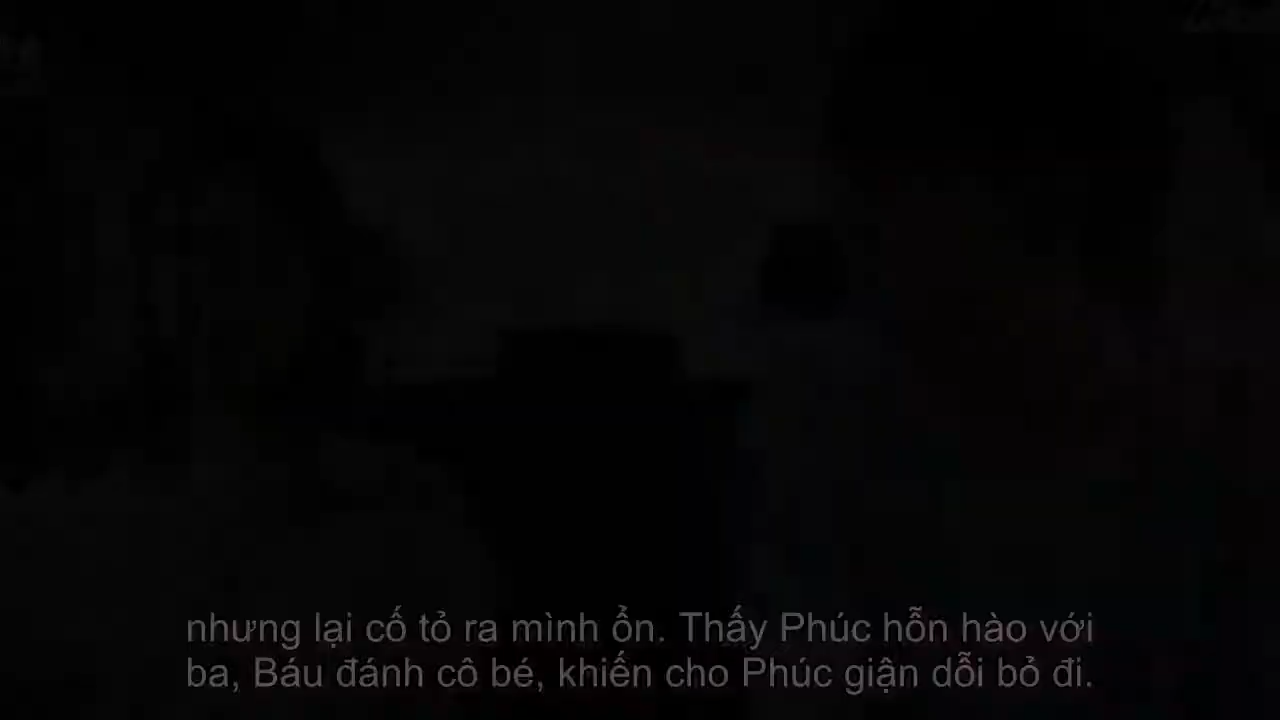 nhưng lại cố tỏ ra mình ổn. Thấy Phúc hỗn hào với
ba, Báu đánh cô bé, khiến cho Phúc giận dỗi bỏ đi.